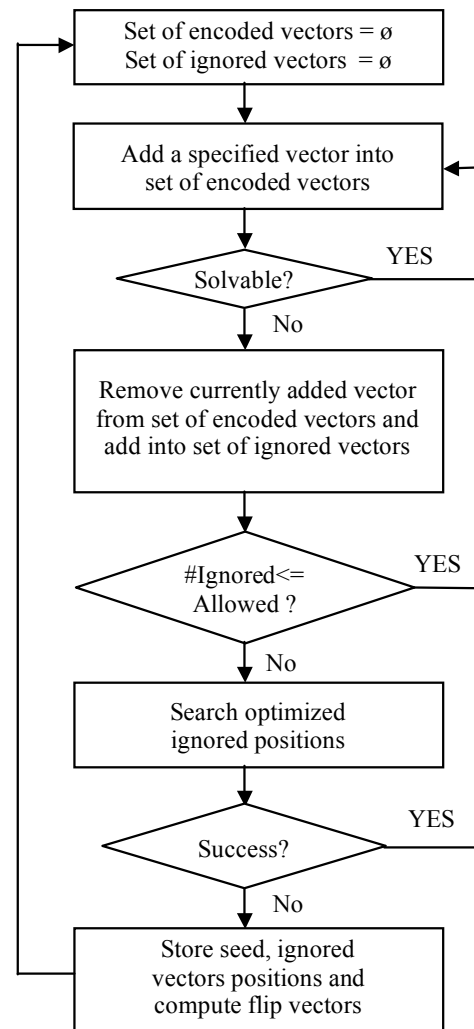 Set of encoded vectors = ø
Set of ignored vectors = ø
Add a specified vector into
set of encoded vectors
YES
Solvable?
No
Remove currently added vector
from set of encoded vectors and
add into set of ignored vectors
YES
#Ignored<=
Allowed ?
No
Search optimized
ignored positions
YES
Success?
No
Store seed, ignored
vectors positions and
compute flip vectors